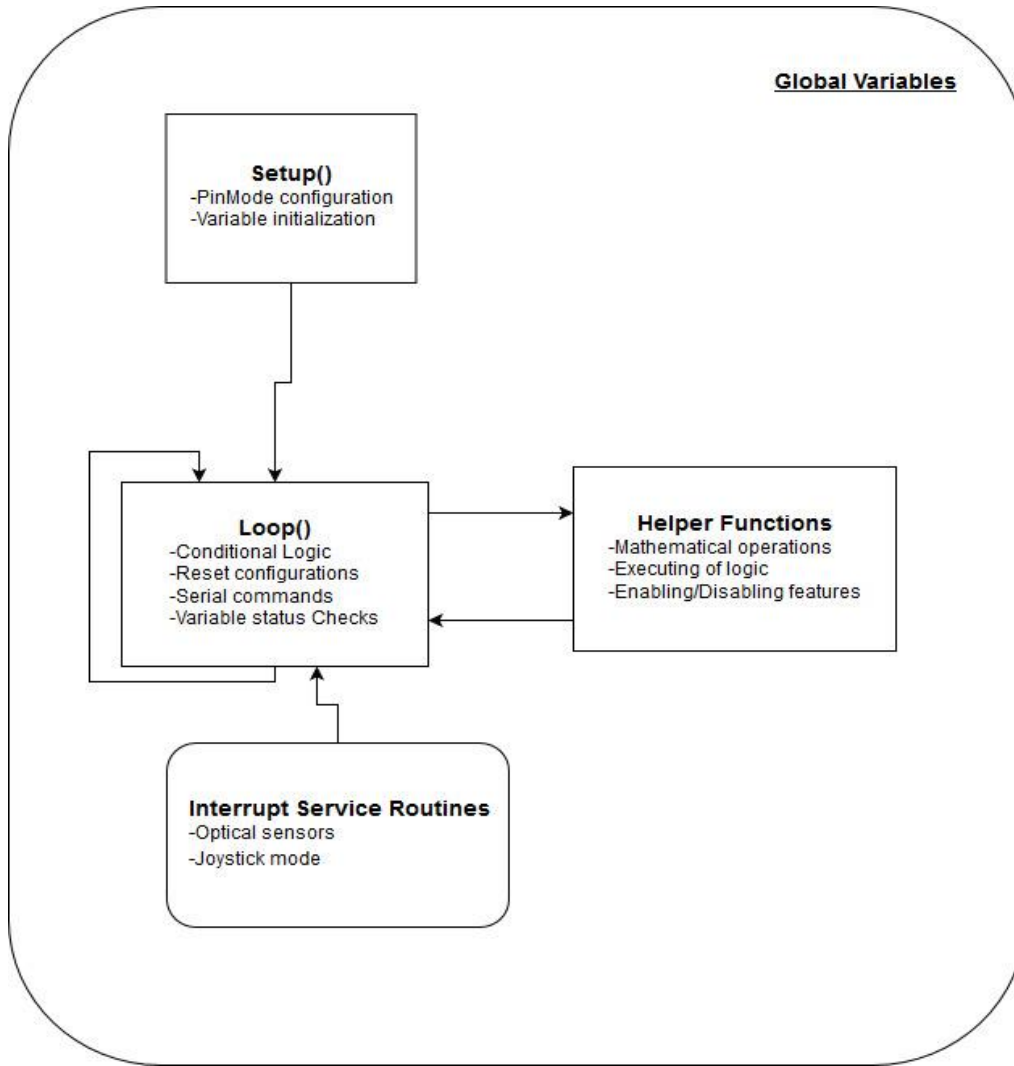 Global Variables
Setup()
-PinMode configuration
-Variable initialization
Loop()
-Conditional Logic
-Reset configurations
-Serial commands
-Variable status Checks
Helper Functions
-Mathematical operations
-Executing of logic
-Enabling/Disabling features
Interrupt Service Routines
-Optical sensors
-Joystick mode